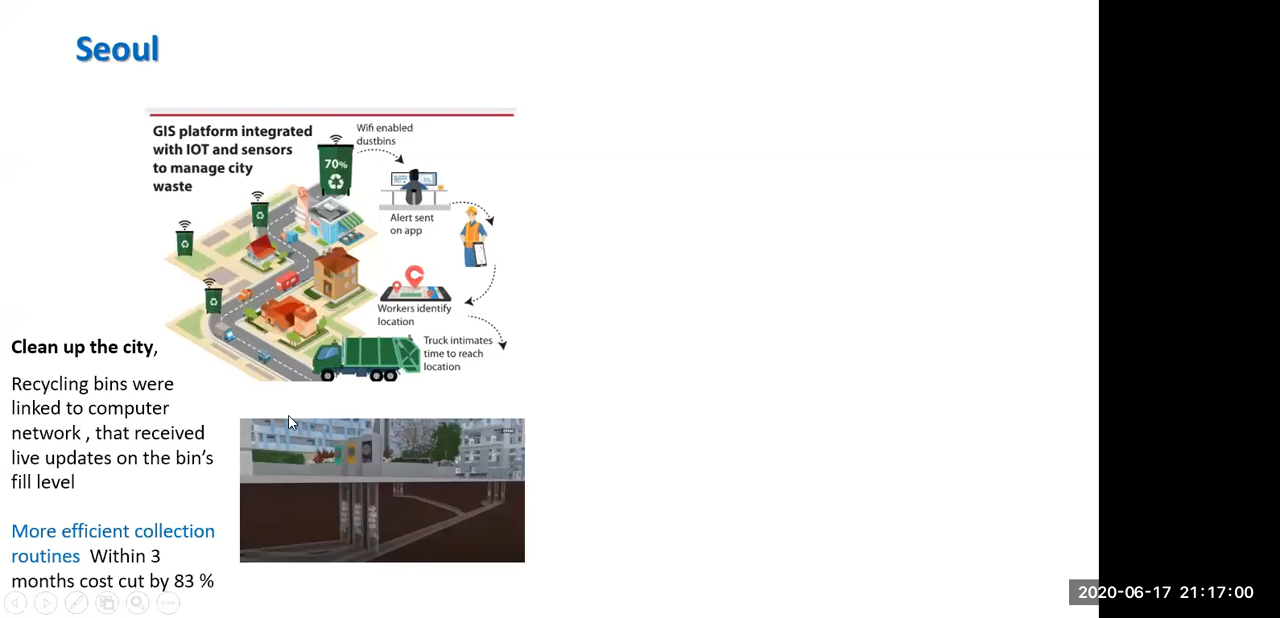 Seoul
GIS platform integrated
with IOT and sensors
to manage city
waste
Wifi enabled
dustbins
70%
Alert sent
on app
Workers identify
location
Truck intimates
time to reach
location
Clean up the city,
Recycling bins were
linked to computer
network , that received
live updates on the bin's
fill level
More efficient collection
routines Within 3
months cost cut by 83 %
2020-06-17 21:17:00